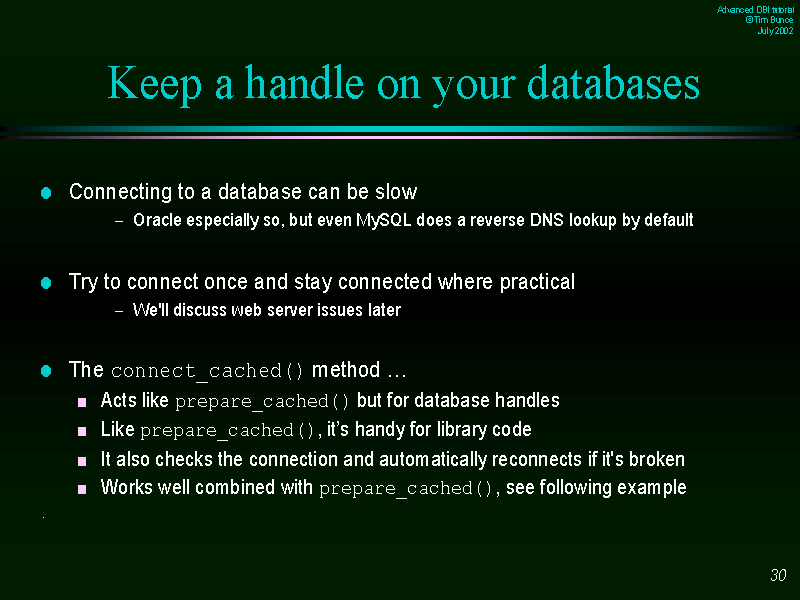 Advanced DBI tutorial
©Tim Bunce
July 2002
Keep a handle on your databases
Connecting to a database can be slow
– Oracle especially so, but even MySQL does a reverse DNS lookup by default
Try to connect once and stay connected where practical
– We'll discuss web server issues later
The connect_cached() method …
Acts like prepare_cached() but for database handles
Like prepare_cached(), it’s handy for library code
It also checks the connection and automatically reconnects if it's broken
Works well combined with prepare_cached(), see following example
.
30